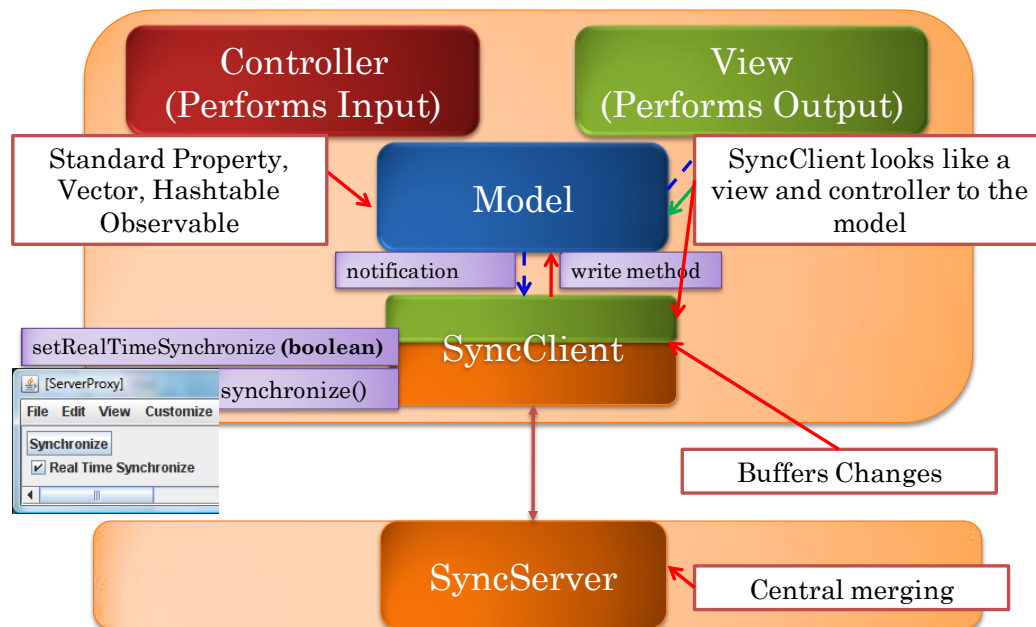 Controller
(Performs Input)
View
(Performs Output)
Standard Property,
Vector, Hashtable
Observable
Model
SyncClient looks like a
view and controller to the
model
notification
write method
setRealTimeSynchronize (boolean)
SyncClient
synchronize()
[ServerProxy]
File Edit View Customize
Synchronize
Real Time Synchronize
Buffers Changes
SyncServer
Central merging